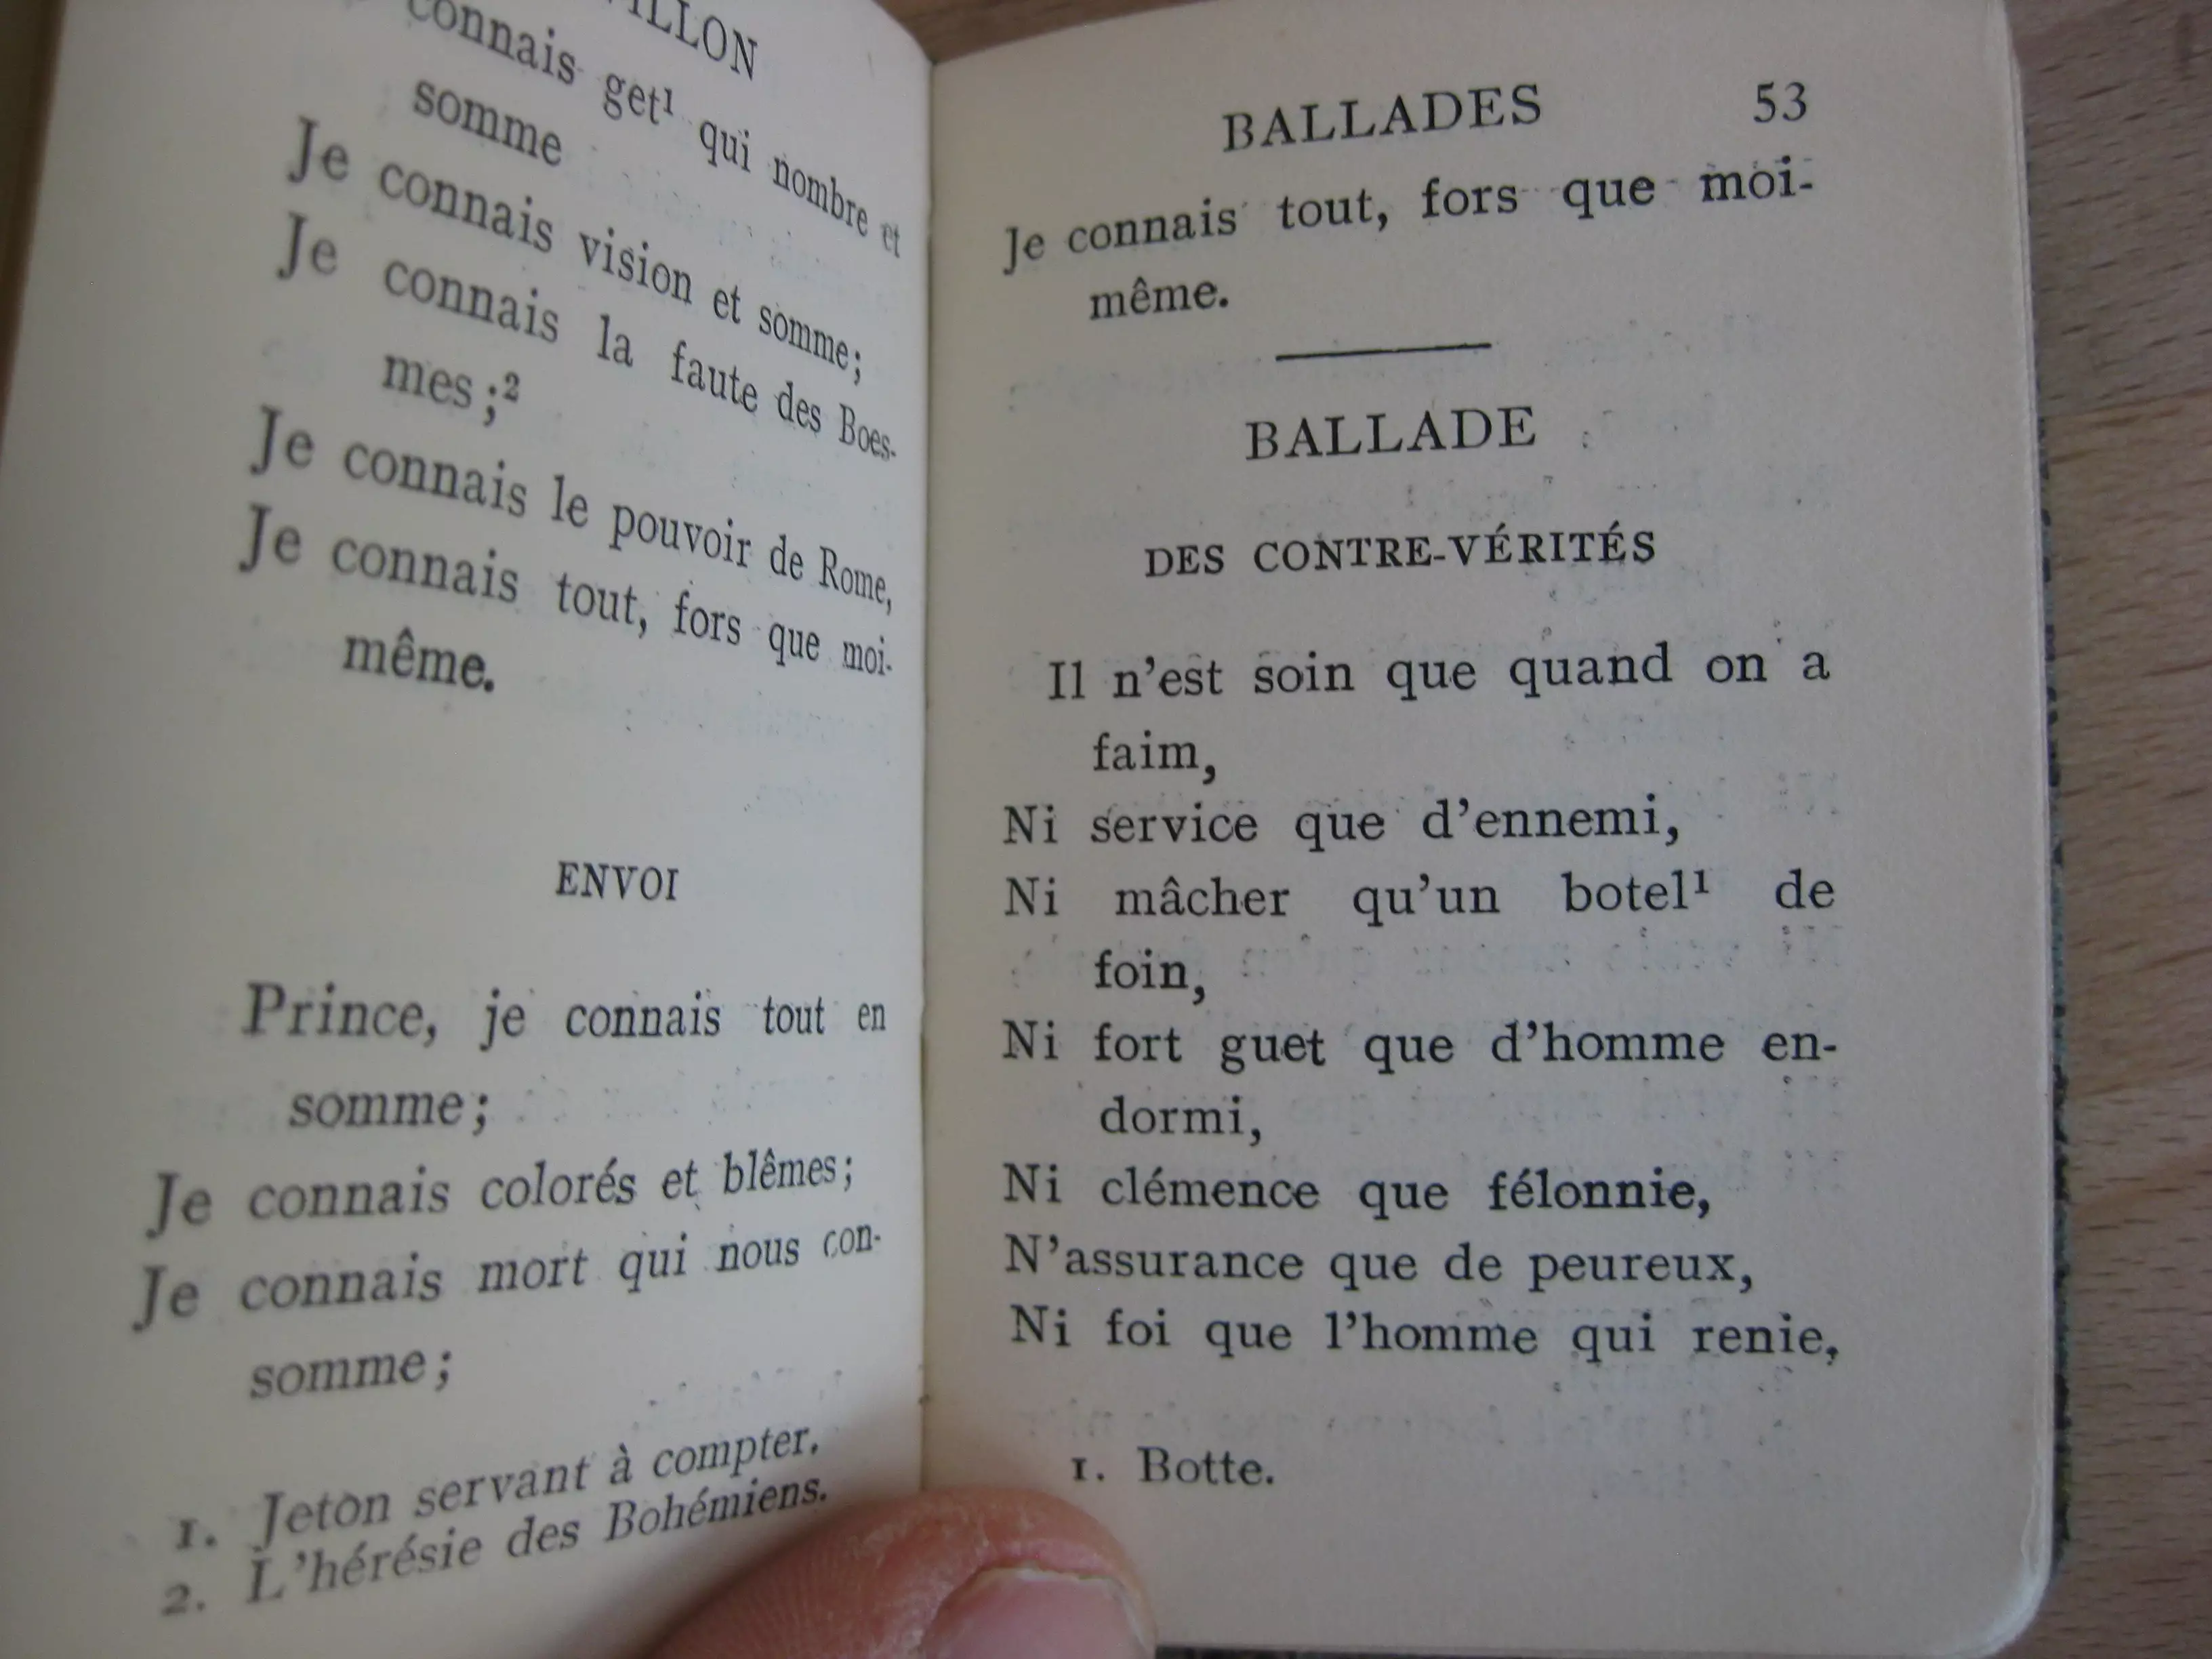 connais get¹ qui nombre et
somme
Je connais vision et somme;
Je connais la faute des Boes-
mes;²
Je connais le pouvoir de Rome,
Je connais tout, fors que moi-
même.
ENVOI
Prince, je connais tout en
somme;
Je connais colorés et blêmes;
Je connais mort qui nous con-
somme;
1. Jeton servant à compter.
2. L'hérésie des Bohémiens.
BALLADES 53
Je connais tout, fors que moi-
même.
BALLADE
DES CONTRE-VÉRITÉS
Il n'est soin que quand on a
faim,
Ni service que d'ennemi,
Ni mâcher qu'un botel¹ de
foin,
Ni fort guet que d'homme en-
dormi,
Ni clémence que félonnie,
N'assurance que de peureux,
Ni foi que l'homme qui renie,
1. Botte.